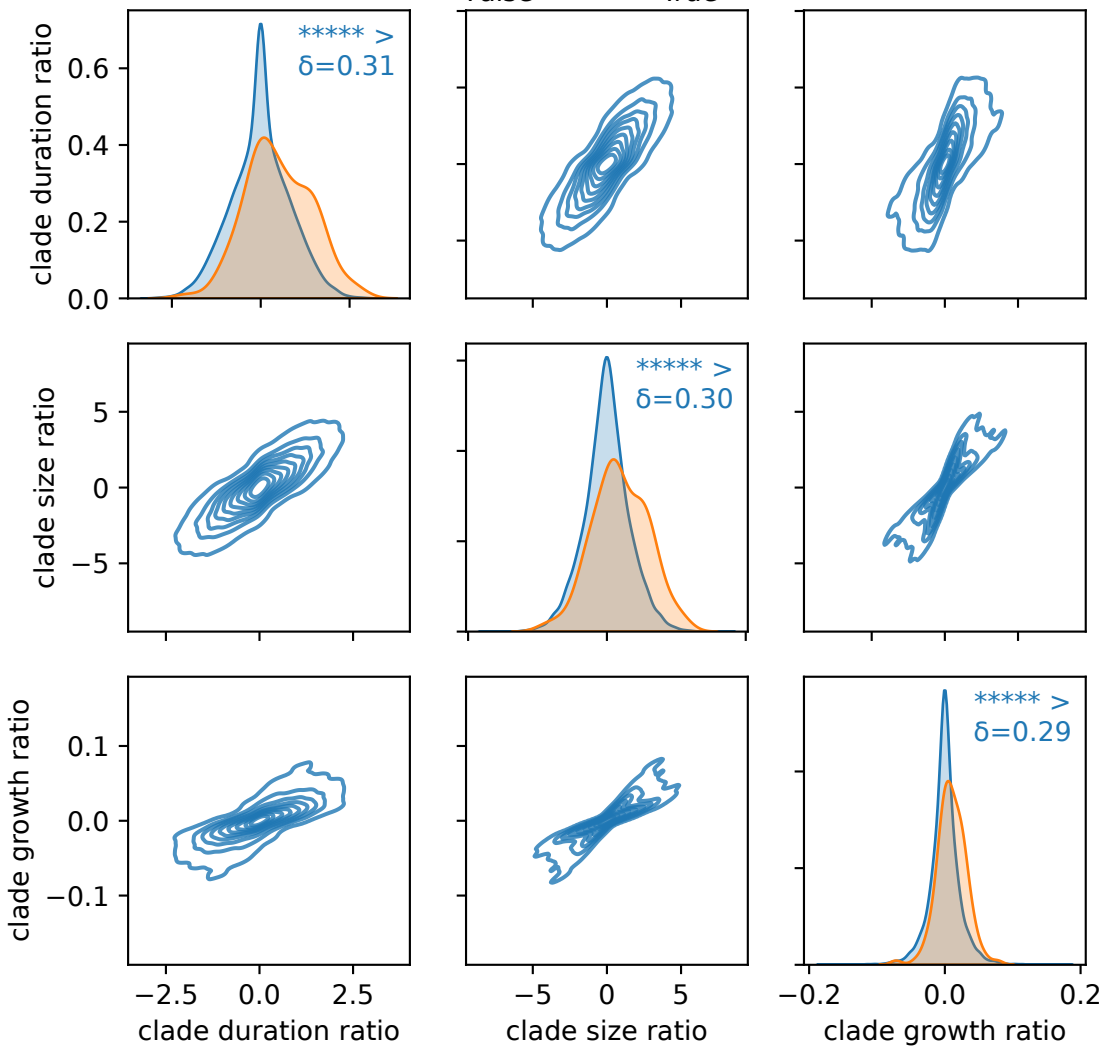 False True
clade duration ratio
0.6
0.4
0.2
0.0
***** >
δ=0.31
clade size ratio
5
0
−5
***** >
δ=0.30
clade growth ratio
0.1
0.0
−0.1
***** >
δ=0.29
−2.5 0.0 2.5 −5 0 5 −0.2 0.0 0.2
clade duration ratio clade size ratio clade growth ratio